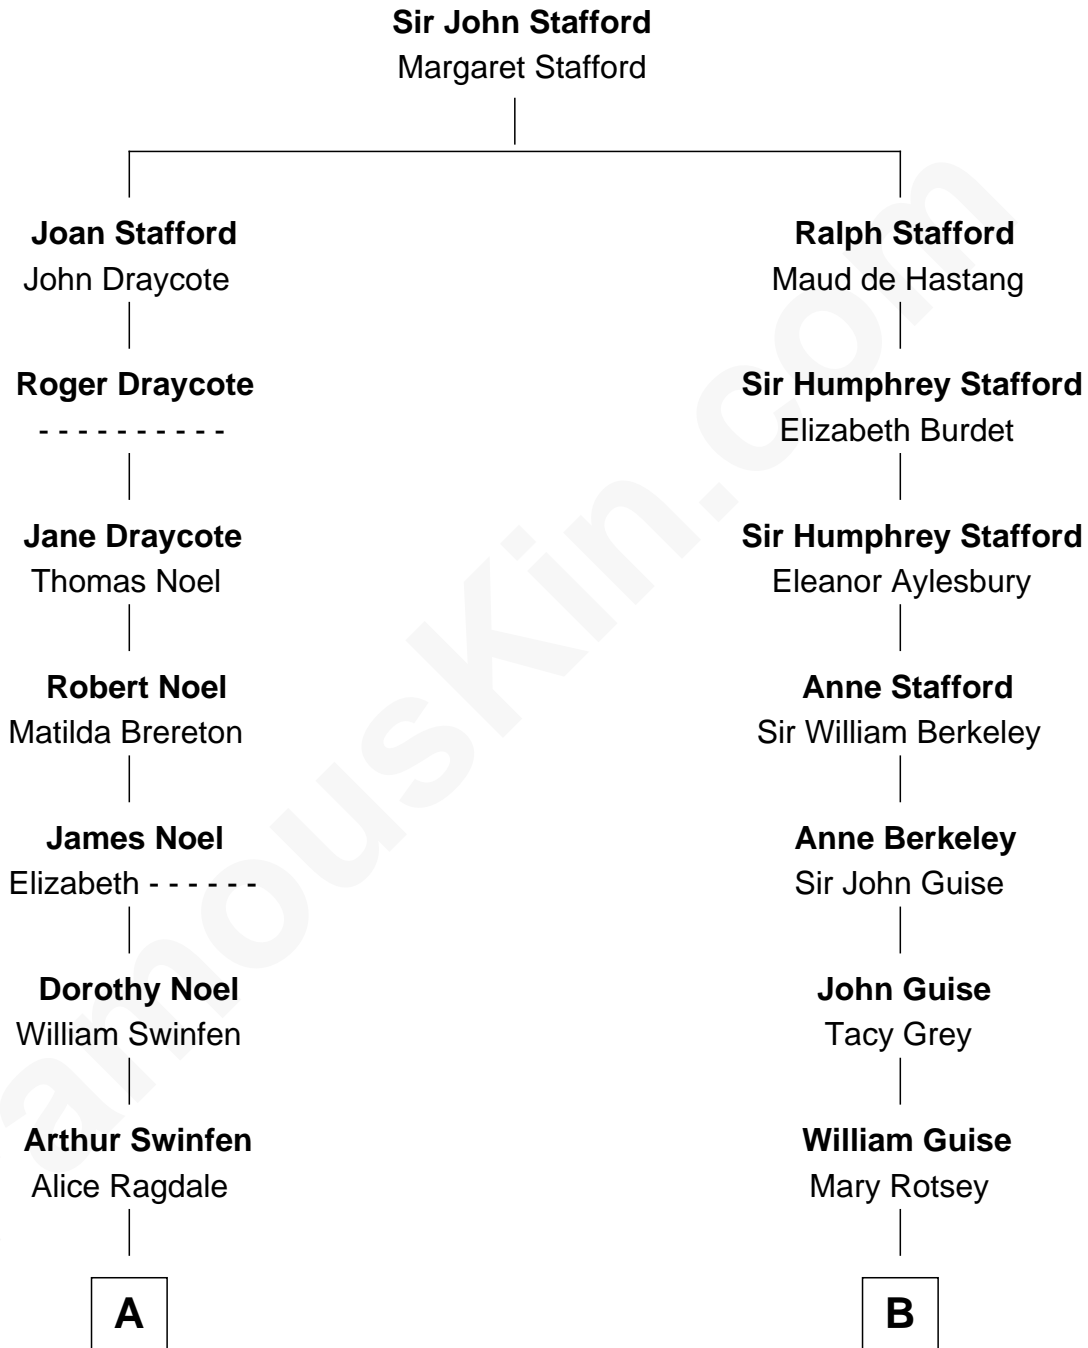 Sir John Stafford
Margaret Stafford
Joan Stafford
John Draycote
Ralph Stafford
Maud de Hastang
Roger Draycote
- - - - - - - - - -
Sir Humphrey Stafford
Elizabeth Burdet
Jane Draycote
Thomas Noel
Sir Humphrey Stafford
Eleanor Aylesbury
Robert Noel
Matilda Brereton
Anne Stafford
Sir William Berkeley
James Noel
Elizabeth - - - - - -
Anne Berkeley
Sir John Guise
Dorothy Noel
William Swinfen
John Guise
Tacy Grey
Arthur Swinfen
Alice Ragdale
William Guise
Mary Rotsey
A
B
amouskin.com